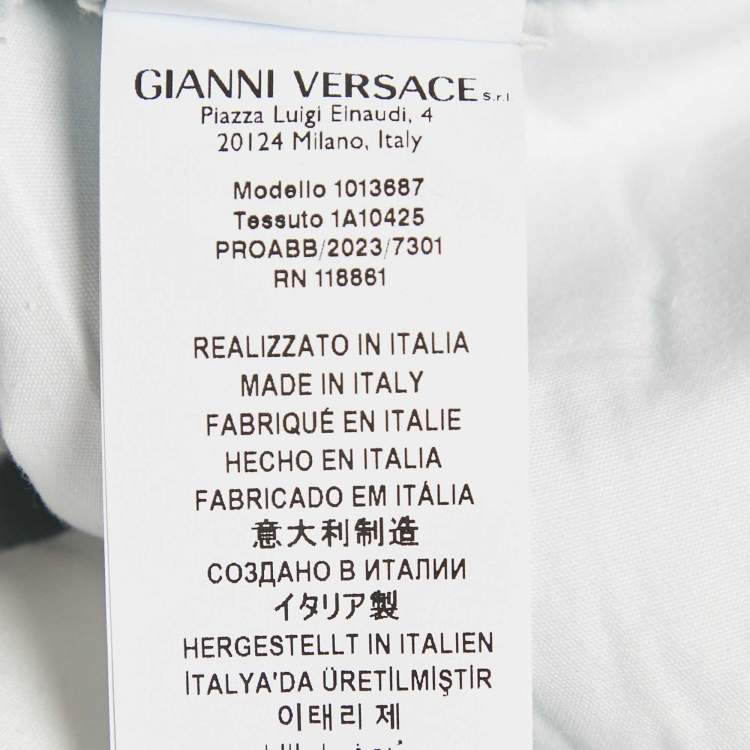 GIANNI VERSACE s.r.l
Piazza Luigi Einaudi, 4
20124 Milano, Italy
Modello 1013687
Tessuto 1A10425
PROABB/2023/7301
RN 118861
REALIZZATO IN ITALIA
MADE IN ITALY
FABRIQUÉ EN ITALIE
HECHO EN ITALIA
FABRICADO EM ITÁLIA
意大利制造
СОЗДАНО В ИТАЛИИ
イタリア製
HERGESTELLT IN ITALIEN
İTALYA'DA ÜRETİLMİŞTİR
이태리 제